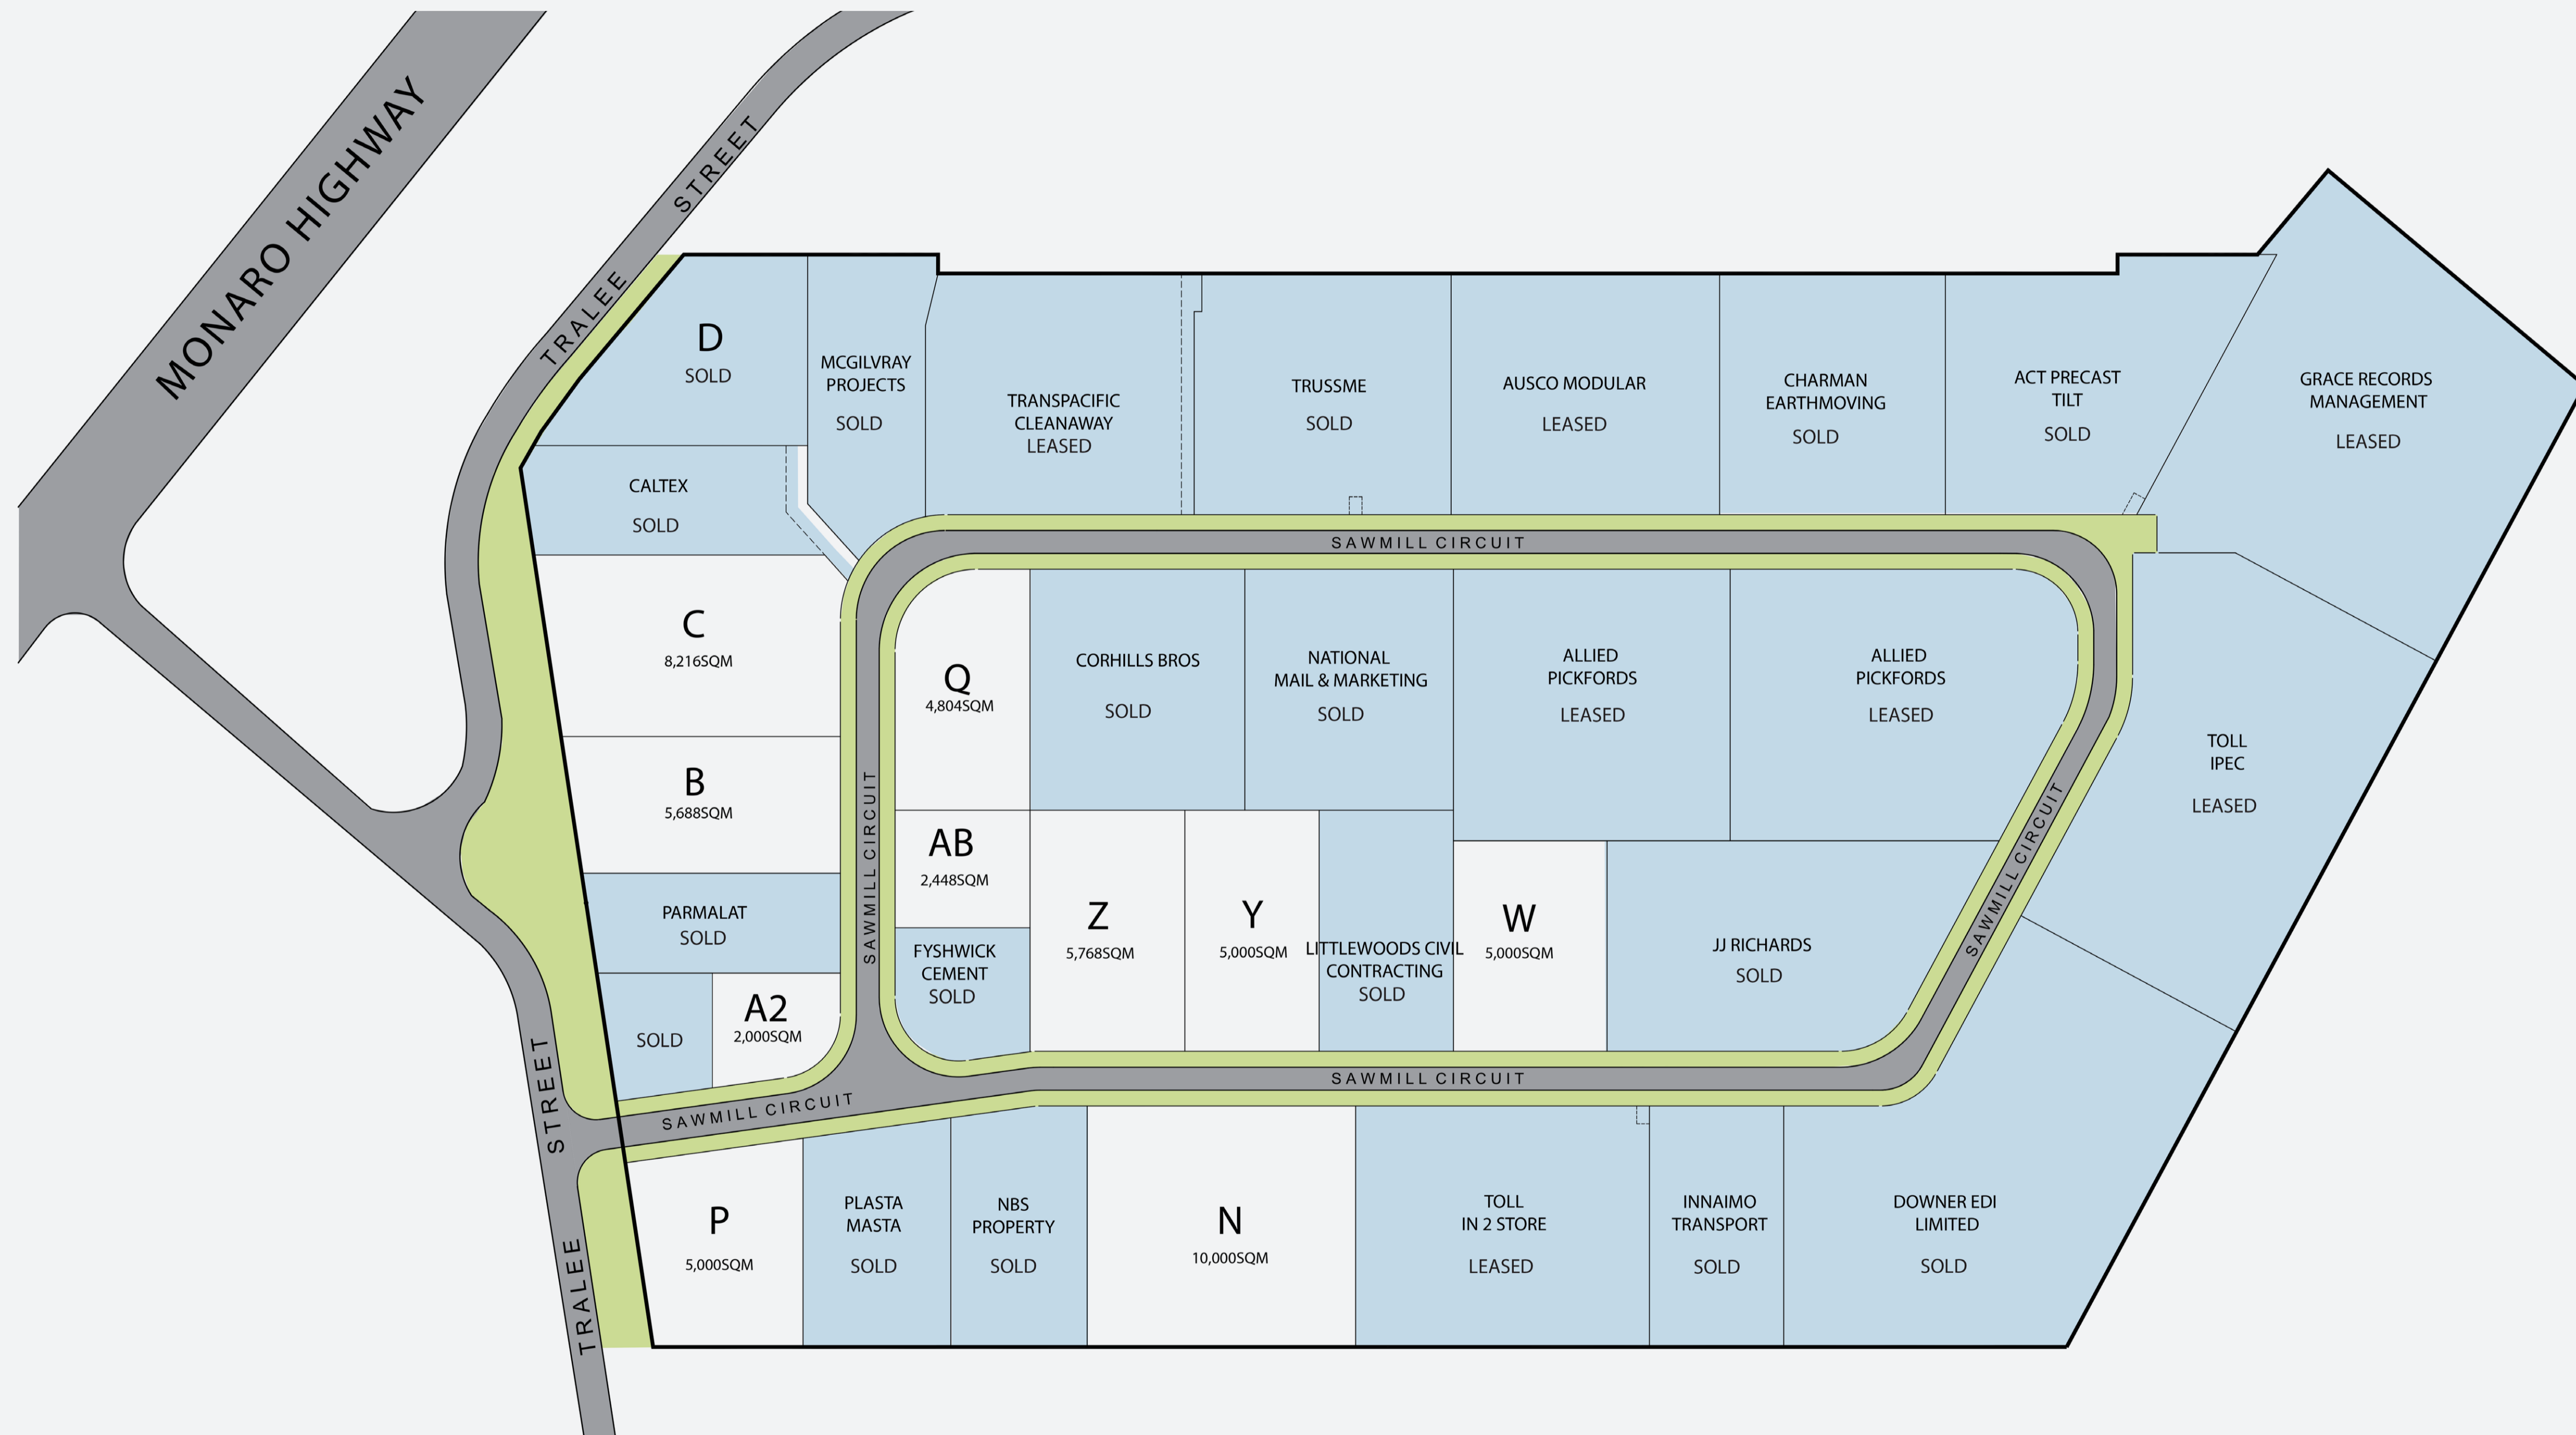 MONARO HIGHWAY
TRALEE STREET
D
SOLD
MCGILVRAY
PROJECTS
SOLD
TRANSPACIFIC
CLEANAWAY
LEASED
TRUSSME
SOLD
AUSCO MODULAR
LEASED
CHARMAN
EARTHMOVING
SOLD
ACT PRECAST
TILT
SOLD
GRACE RECORDS
MANAGEMENT
LEASED
CALTEX
SOLD
SAWMILL CIRCUIT
C
8,216SQM
Q
4,804SQM
CORHILLS BROS
SOLD
NATIONAL
MAIL & MARKETING
SOLD
ALLIED
PICKFORDS
LEASED
ALLIED
PICKFORDS
LEASED
TOLL
IPEC
LEASED
B
5,688SQM
SAWMILL CIRCUIT
AB
2,448SQM
Z
5,768SQM
Y
5,000SQM
LITTLEWOODS CIVIL
CONTRACTING
SOLD
W
5,000SQM
JJ RICHARDS
SOLD
SAWMILL CIRCUIT
PARMALAT
SOLD
FYSHWICK
CEMENT
SOLD
SOLD
A2
2,000SQM
SAWMILL CIRCUIT
SAWMILL CIRCUIT
TRALEE STREET
P
5,000SQM
PLASTA
MASTA
SOLD
NBS
PROPERTY
SOLD
N
10,000SQM
TOLL
IN 2 STORE
LEASED
INNAIMO
TRANSPORT
SOLD
DOWNER EDI
LIMITED
SOLD